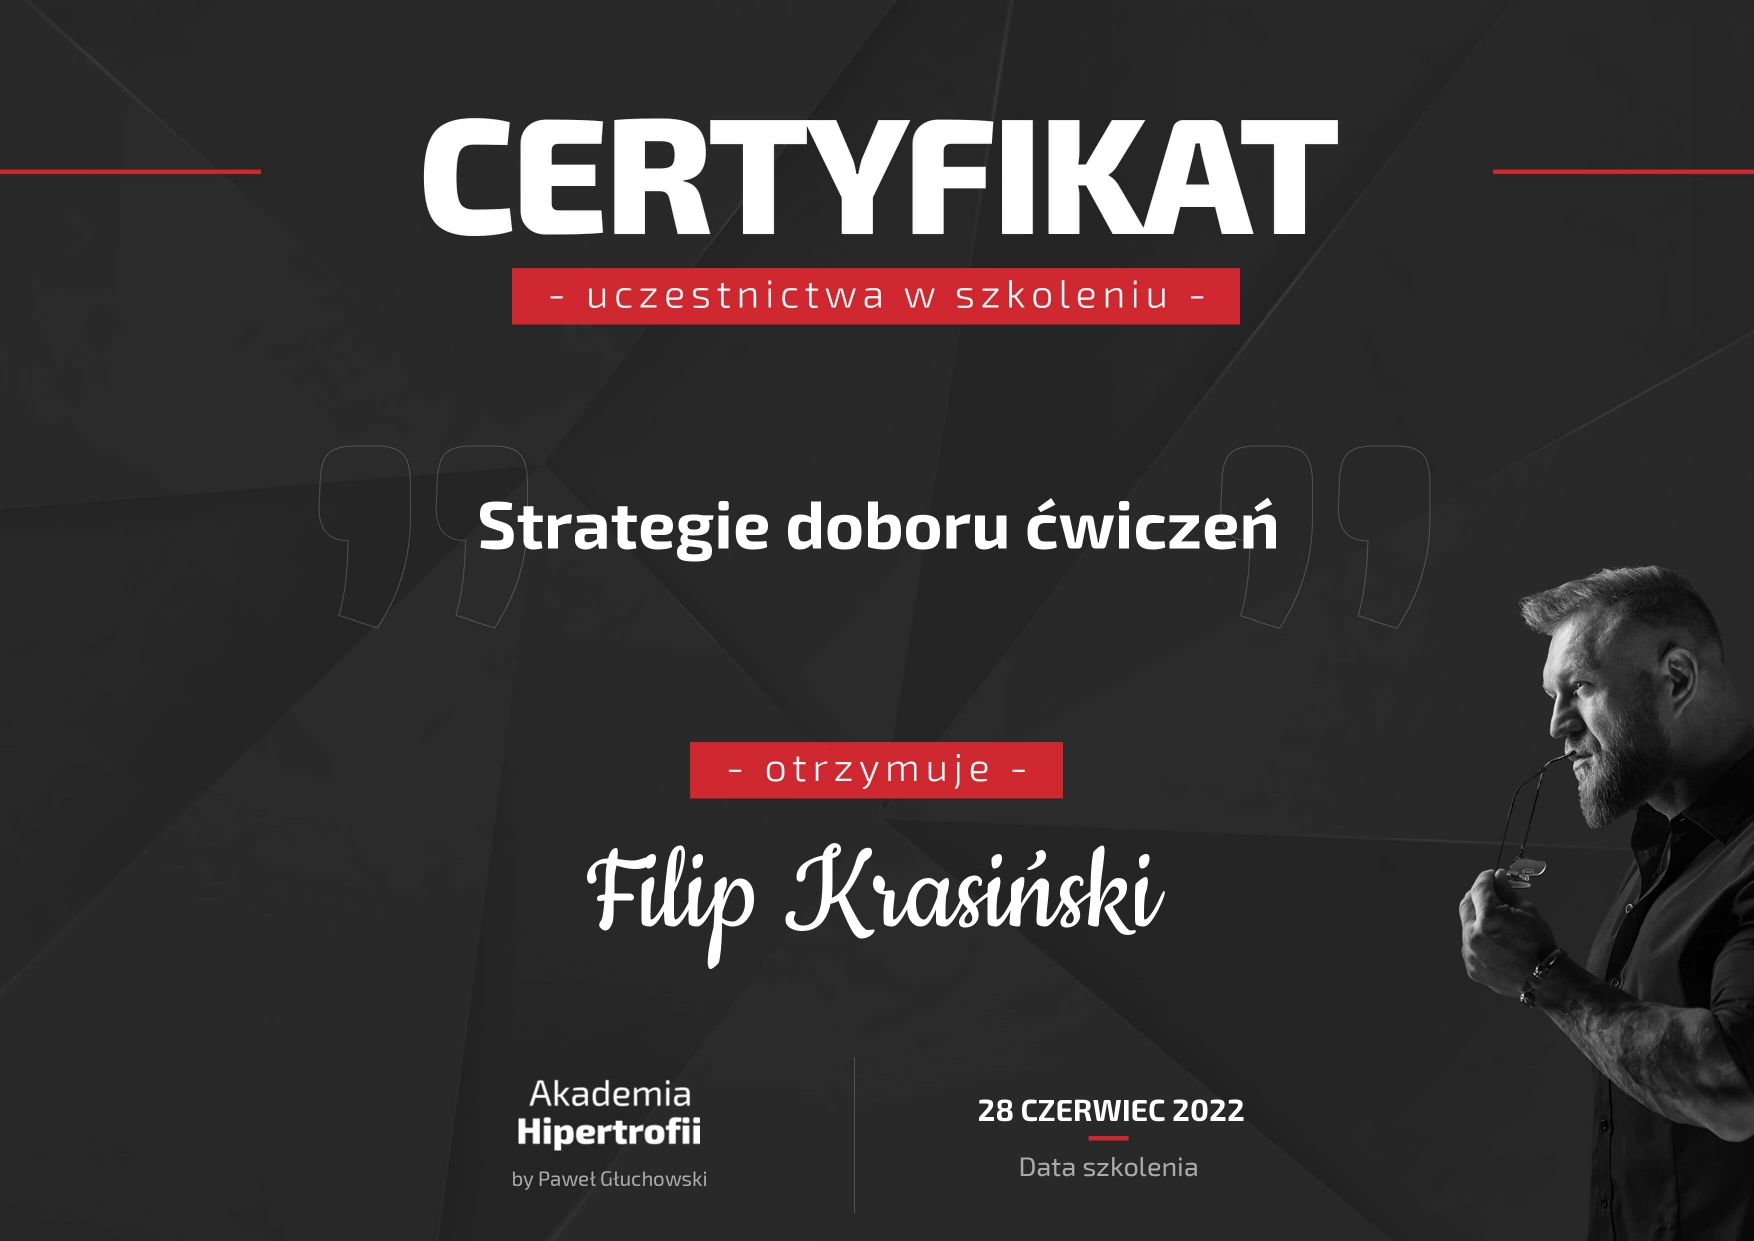 CERTYFIKAT
- uczestnictwa w szkoleniu -
Strategie doboru ćwiczeń
- otrzymuje -
Filip Krasiński
Akademia
Hipertrofii
by Paweł Głuchowski
28 CZERWIEC 2022
Data szkolenia